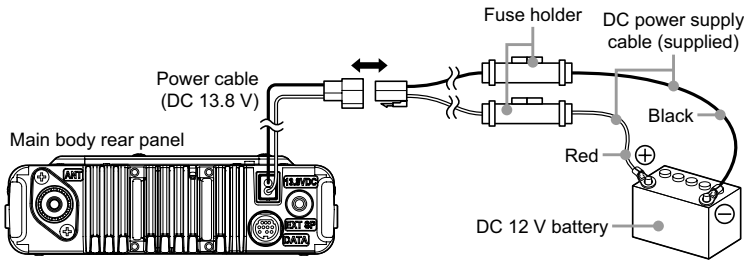 Fuse holder
DC power supply
cable (supplied)
Power cable
(DC 13.8 V)
Main body rear panel
Black
Red
⊕
ANT
13.8VDC
EXT SP
DATA
DC 12 V battery
⊖